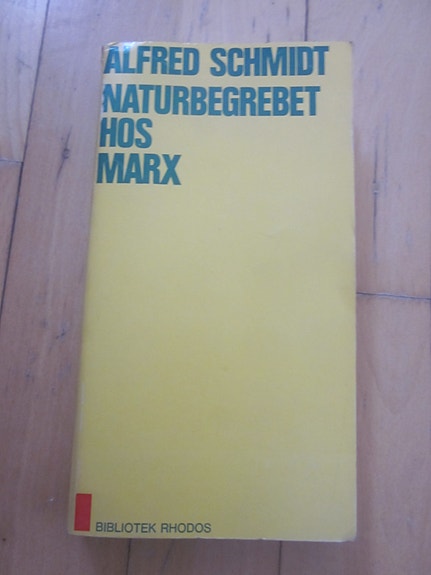 ALFRED SCHMIDT
NATURBEGREBET
HOS
MARX
BIBLIOTEK RHODOS